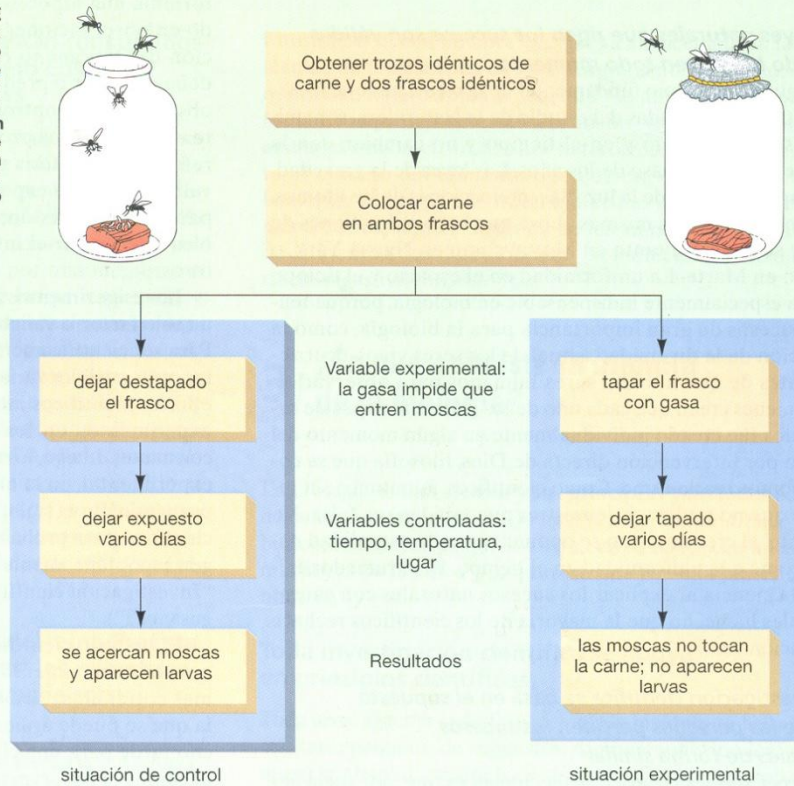 Obtener trozos idénticos de
carne y dos frascos idénticos
Colocar carne
en ambos frascos
dejar destapado
el frasco
Variable experimental:
la gasa impide que
entren moscas
tapar el frasco
con gasa
dejar expuesto
varios días
Variables controladas:
tiempo, temperatura,
lugar
dejar tapado
varios días
se acercan moscas
y aparecen larvas
Resultados
las moscas no tocan
la carne; no aparecen
larvas
situación de control
situación experimental